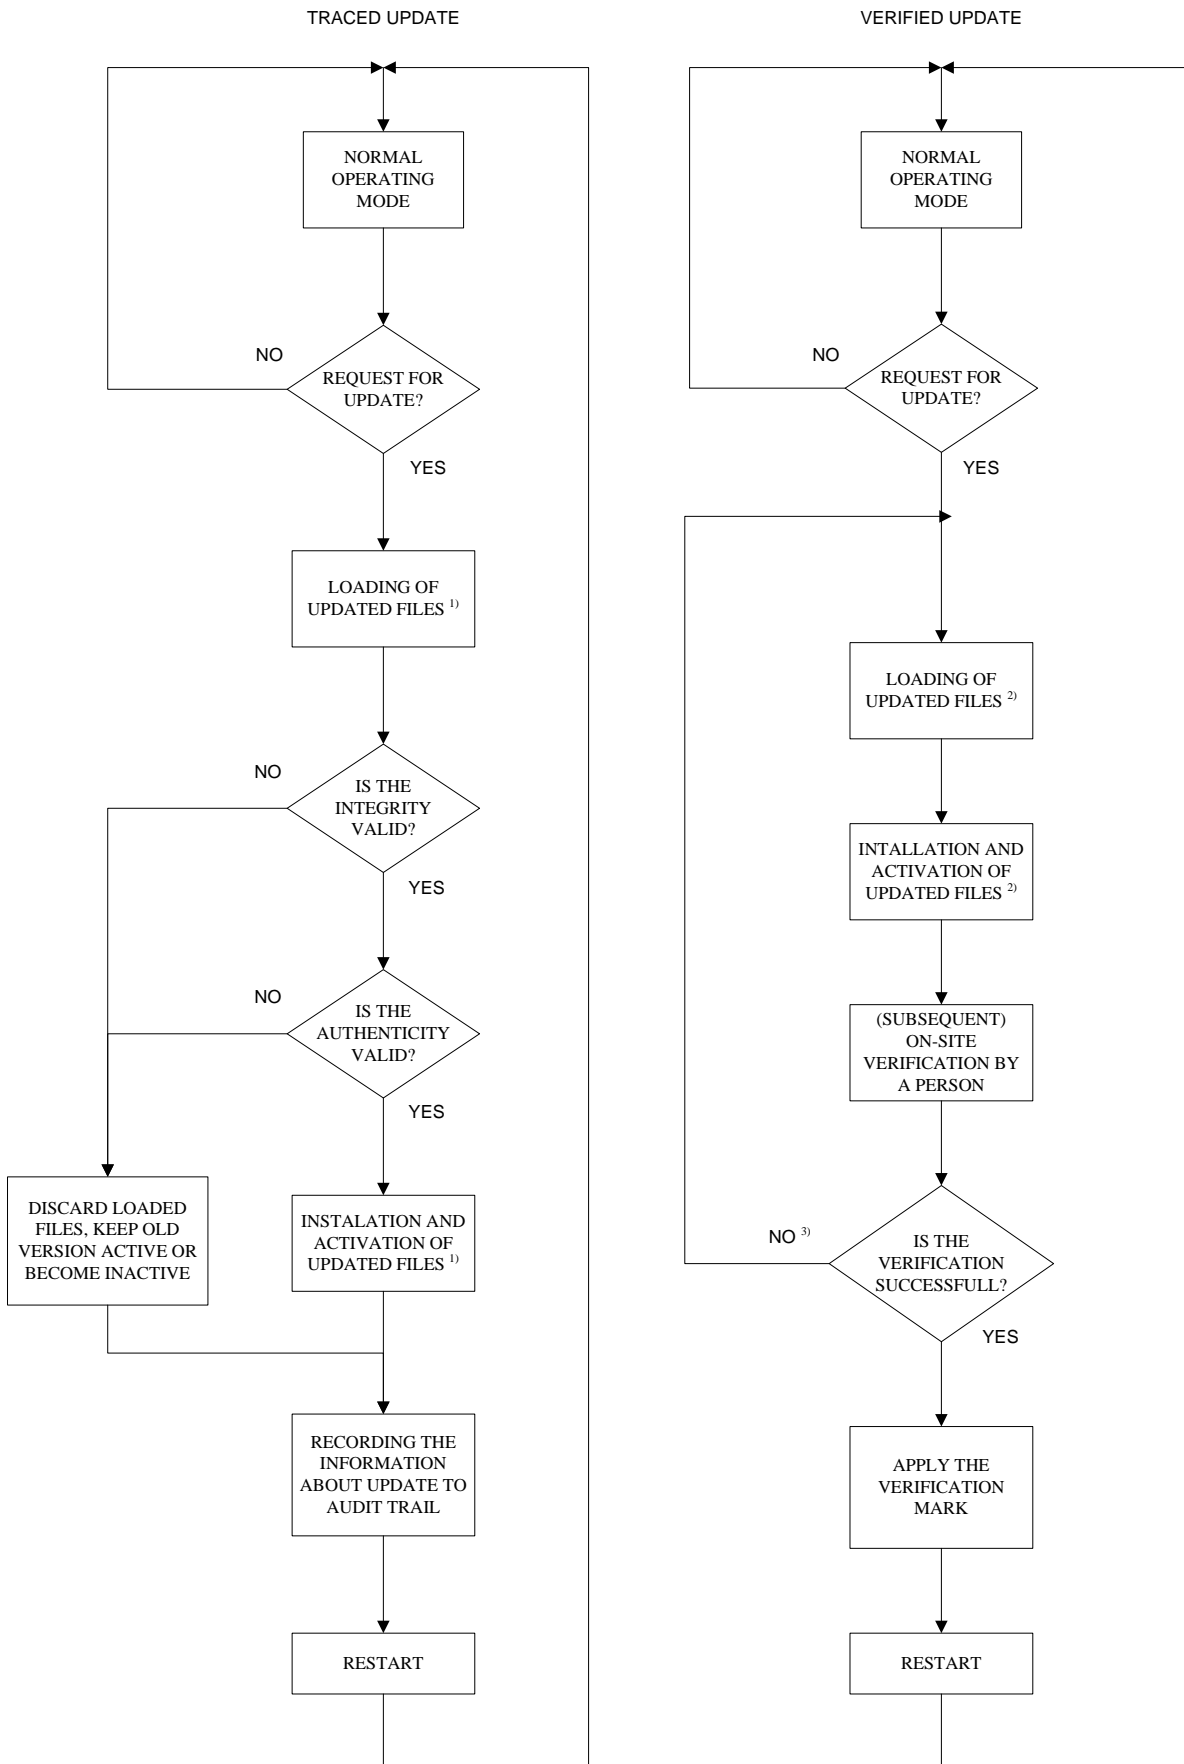 TRACED UPDATE
NORMAL
OPERATING
MODE
NO
REQUEST FOR
UPDATE?
YES
LOADING OF
UPDATED FILES 1)
NO
IS THE
INTEGRITY
VALID?
YES
NO
IS THE
AUTHENTICITY
VALID?
YES
DISCARD LOADED
FILES, KEEP OLD
VERSION ACTIVE OR
BECOME INACTIVE
INSTALATION AND
ACTIVATION OF
UPDATED FILES 1)
RECORDING THE
INFORMATION
ABOUT UPDATE TO
AUDIT TRAIL
RESTART
VERIFIED UPDATE
NORMAL
OPERATING
MODE
NO
REQUEST FOR
UPDATE?
YES
LOADING OF
UPDATED FILES 2)
INTALLATION AND
ACTIVATION OF
UPDATED FILES 2)
(SUBSEQUENT)
ON-SITE
VERIFICATION BY
A PERSON
NO 3)
IS THE
VERIFICATION
SUCCESSFULL?
YES
APPLY THE
VERIFICATION
MARK
RESTART